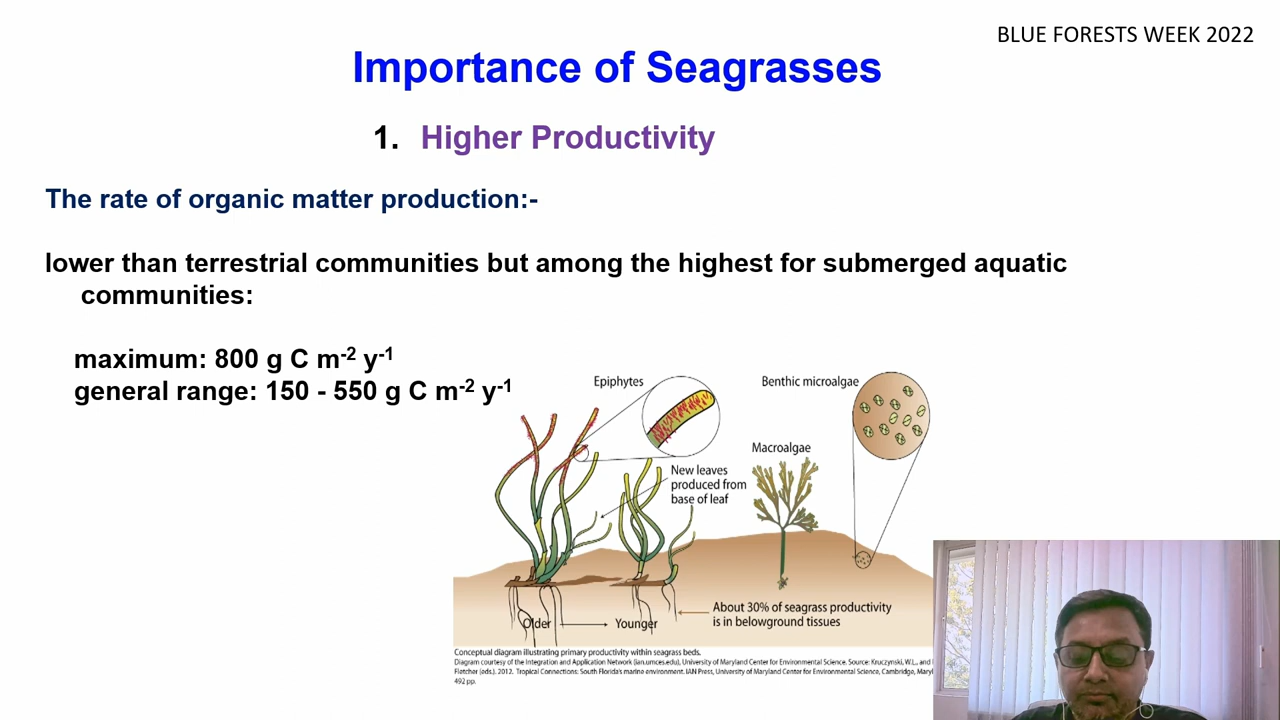 BLUE FORESTS WEEK 2022
Importance of Seagrasses
1. Higher Productivity
The rate of organic matter production:-
lower than terrestrial communities but among the highest for submerged aquatic
communities:
maximum: 800 g C m-2 y-1
general range: 150 - 550 g C m-2 y-1
Epiphytes
Benthic microalgae
Macroalgae
New leaves
produced from
base of leaf
About 30% of seagrass productivity
is in belowground tissues
Older
Younger
Conceptual diagram illustrating primary productivity within seagrass beds.
Diagram courtesy of the Integration and Application Network (ian.umces.edu), University of Maryland Center for Environmental Science. Source: Kruczynski, W.L., and
Fletcher (eds.). 2012. Tropical Connections: South Florida's marine environment. IAN Press, University of Maryland Center for Environmental Science, Cambridge, Maryl
492 pp.